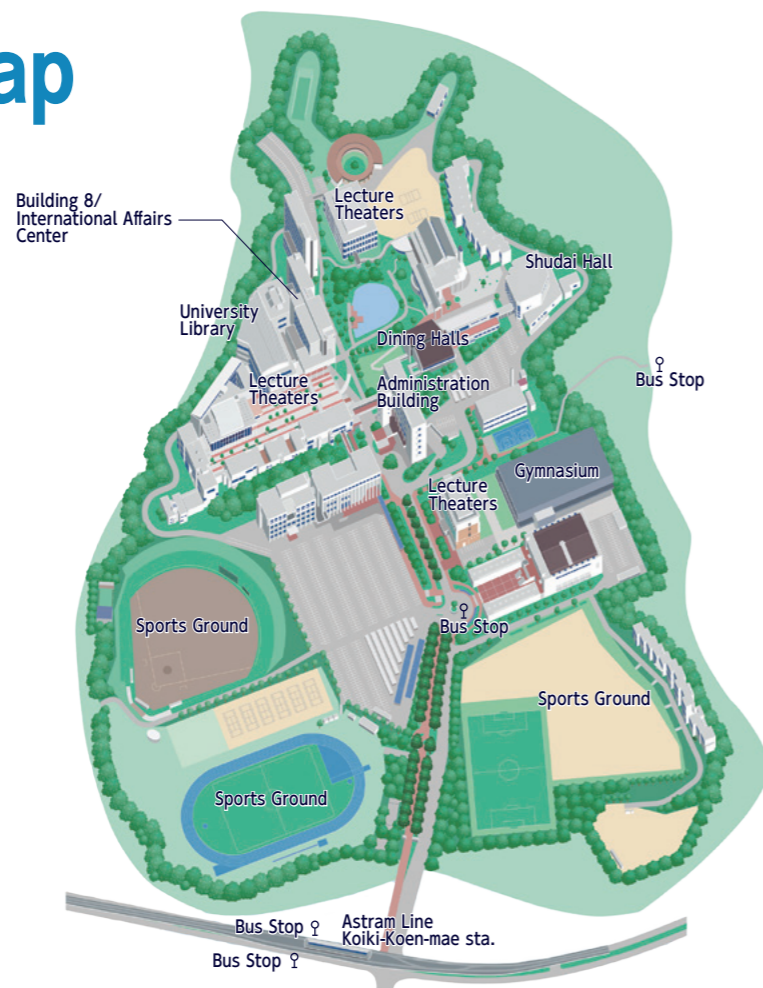 ap
Lecture
Theaters
Building 8/
International Affairs
Center
Shudai Hall
University
Library
Dining Halls
Bus Stop
Lecture
Theaters
Administration
Building
Gymnasium
Lecture
Theaters
Sports Ground
Bus Stop
Sports Ground
Sports Ground
Bus Stop
Astram Line
Koiki-Koen-mae sta.
Bus Stop